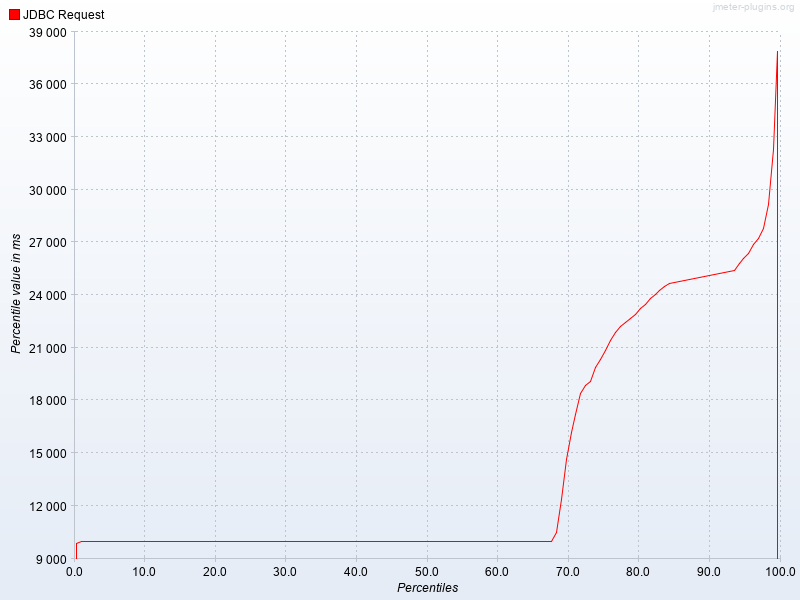 jmeter-plugins.org
JDBC Request
39 000
36 000
33 000
30 000
27 000
24 000
21 000
18 000
15 000
12 000
9 000
Percentile value in ms
0.0 10.0 20.0 30.0 40.0 50.0 60.0 70.0 80.0 90.0 100.0
Percentiles